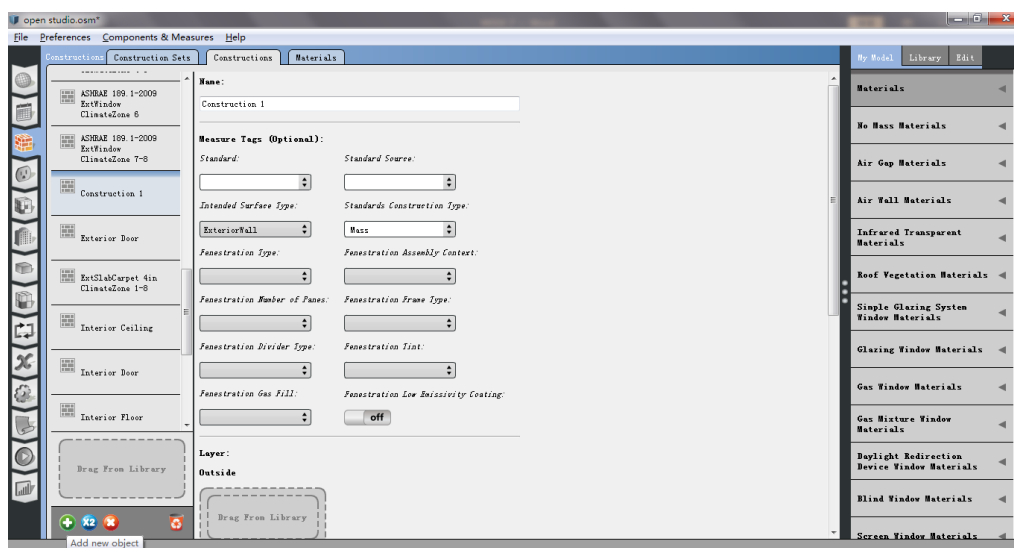 open studio.osm*
File Preferences Components & Measures Help
Constructions Construction Sets Constructions Materials
My Model Library Edit
ASHRAE 189.1-2009
ExtWindow
ClimateZone 6
ASHRAE 189.1-2009
ExtWindow
ClimateZone 7-8
Construction 1
Exterior Door
ExtSlabCarpet 4in
ClimateZone 1-8
Interior Ceiling
Interior Door
Interior Floor
Drag From Library
X2
Add new object
Name:
Construction 1
Measure Tags (Optional):
Standard: Standard Source:
Intended Surface Type: Standards Construction Type:
ExteriorWall Mass
Fenestration Type: Fenestration Assembly Context:
Fenestration Number of Panes: Fenestration Frame Type:
Fenestration Divider Type: Fenestration Tint:
Fenestration Gas Fill: Fenestration Low Emissivity Coating:
off
Layer:
Outside
Drag From Library
Materials
No Mass Materials
Air Gap Materials
Air Wall Materials
Infrared Transparent
Materials
Roof Vegetation Materials
Simple Glazing System
Window Materials
Glazing Window Materials
Gas Window Materials
Gas Mixture Window
Materials
Daylight Redirection
Device Window Materials
Blind Window Materials
Screen Window Materials